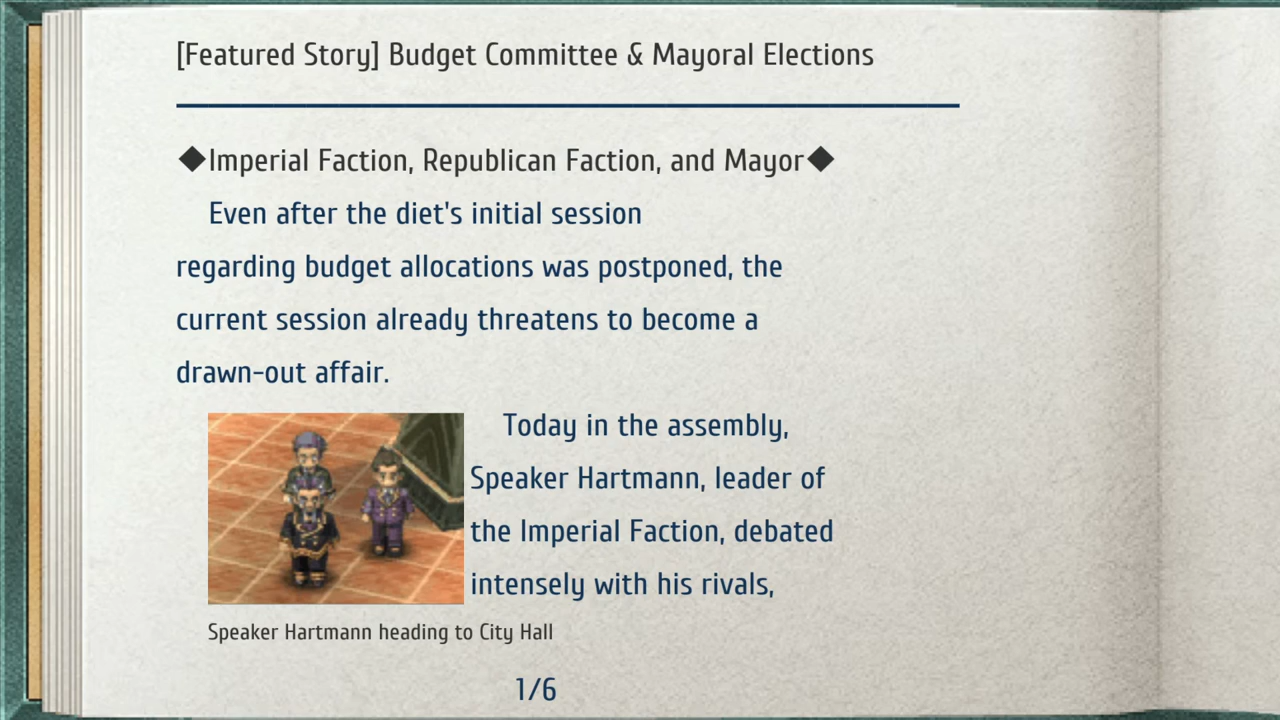 [Featured Story] Budget Committee & Mayoral Elections
◆Imperial Faction, Republican Faction, and Mayor◆
Even after the diet's initial session
regarding budget allocations was postponed, the
current session already threatens to become a
drawn-out affair.
Today in the assembly,
Speaker Hartmann, leader of
the Imperial Faction, debated
intensely with his rivals,
Speaker Hartmann heading to City Hall
1/6